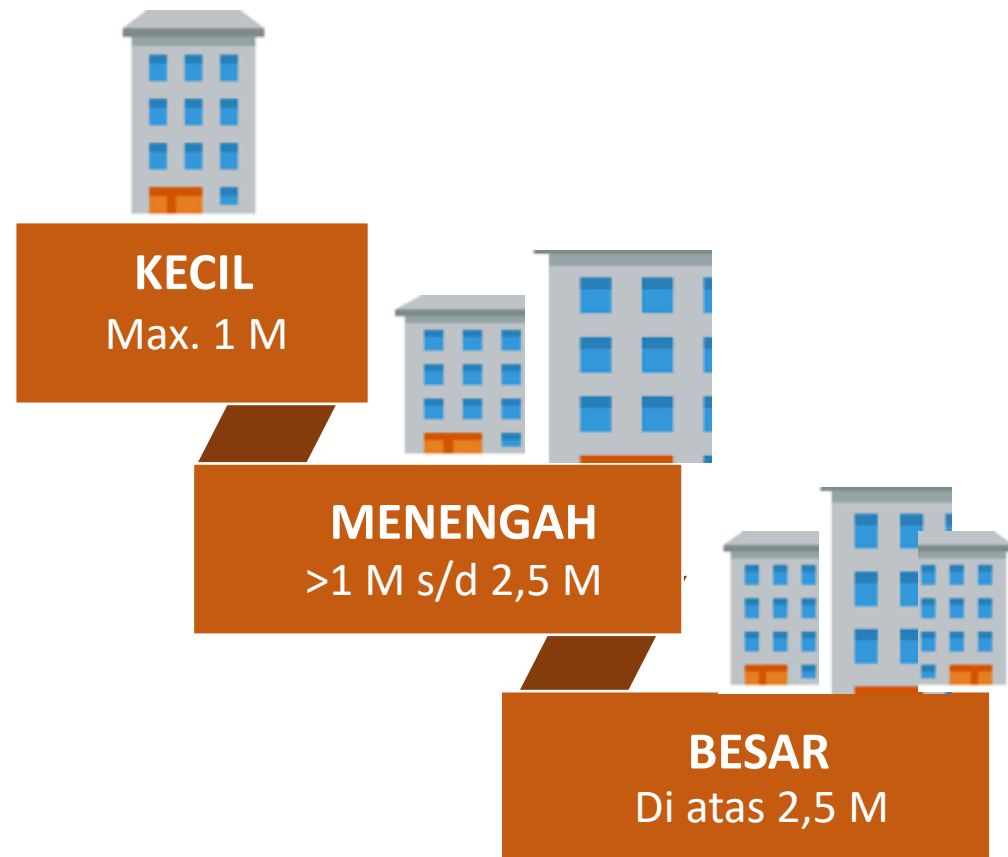 KECIL
Max. 1 M
MENENGAH
>1 M s/d 2,5 M
BESAR
Di atas 2,5 M